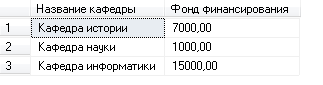 Название кафедры Фонд финансирования
1 Кафедра истории 7000,00
2 Кафедра науки 1000,00
3 Кафедра информатики 15000,00